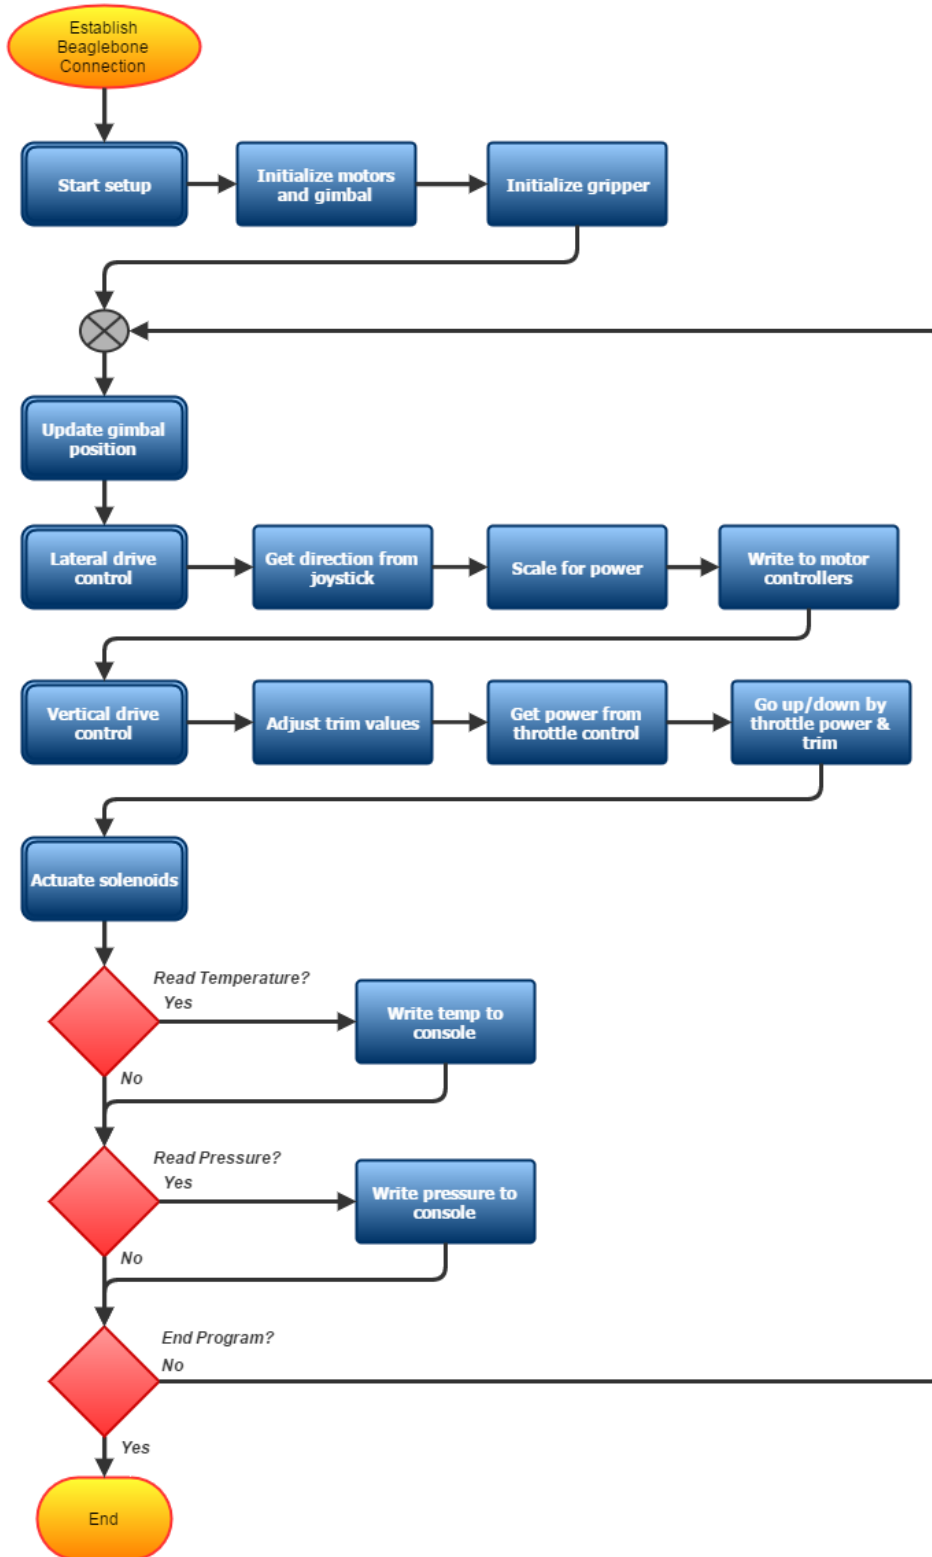 Establish
Beaglebone
Connection
Start setup
Initialize motors
and gimbal
Initialize gripper
Update gimbal
position
Lateral drive
control
Get direction from
joystick
Scale for power
Write to motor
controllers
Vertical drive
control
Adjust trim values
Get power from
throttle control
Go up/down by
throttle power &
trim
Actuate solenoids
Read Temperature?
Yes
Write temp to
console
No
Read Pressure?
Yes
Write pressure to
console
No
End Program?
No
Yes
End